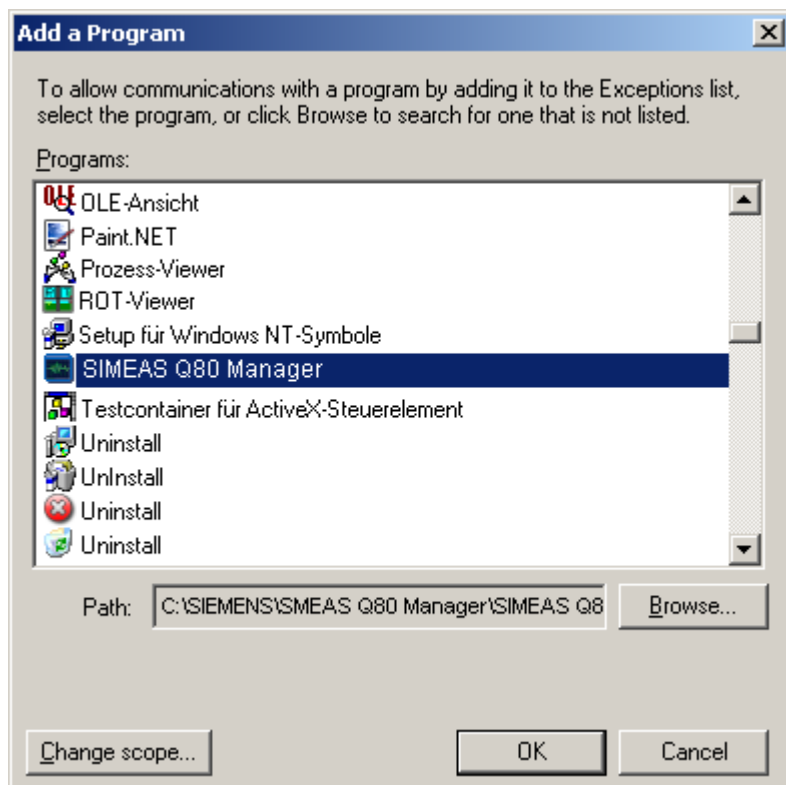 Add a Program
To allow communications with a program by adding it to the Exceptions list,
select the program, or click Browse to search for one that is not listed.
Programs:
OLE-Ansicht
Paint.NET
Prozess-Viewer
ROT-Viewer
Setup für Windows NT-Symbole
SIMEAS Q80 Manager
Testcontainer für ActiveX-Steuerelement
Uninstall
UnInstall
Uninstall
Uninstall
Path: C:\SIEMENS\SMEAS Q80 Manager\SIMEAS Q8 Browse...
Change scope... OK Cancel